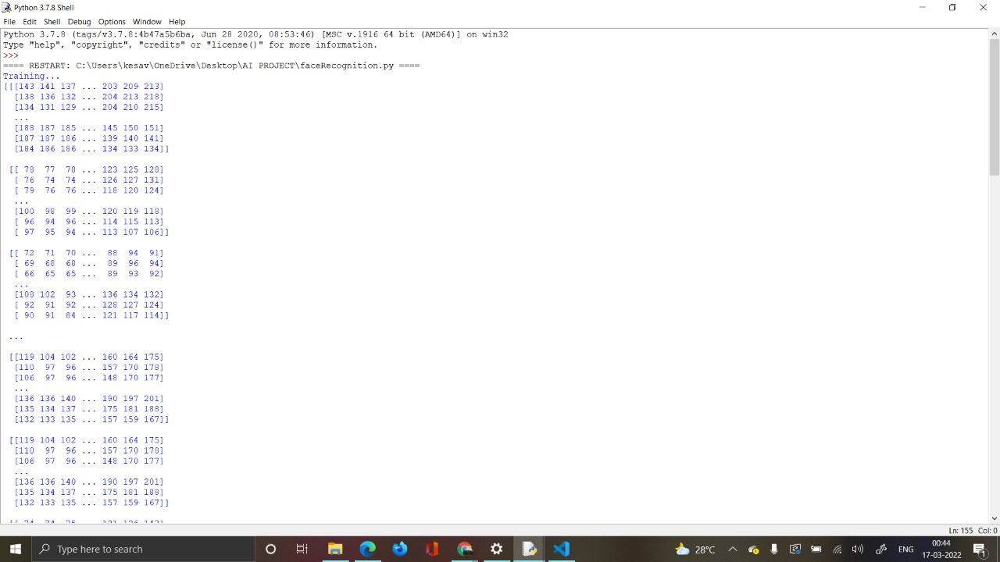 Python 3.7.8 Shell
File Edit Shell Debug Options Window Help
Python 3.7.8 (tags/v3.7.8:4b47a5b6ba, Jun 28 2020, 08:53:46) [MSC v.1916 64 bit (AMD64)] on win32
Type "help", "copyright", "credits" or "license()" for more information.
>>>
==== RESTART: C:\Users\kesav\OneDrive\Desktop\AI PROJECT\faceRecognition.py ====
Training...
[[[143 141 137 ... 203 209 213]
  [138 136 132 ... 204 213 218]
  [134 131 129 ... 204 210 215]
  ...
  [188 187 185 ... 145 150 151]
  [187 187 186 ... 139 140 141]
  [184 186 186 ... 134 133 134]]

 [[ 78  77  78 ... 123 125 128]
  [ 76  74  74 ... 126 127 131]
  [ 79  76  76 ... 118 120 124]
  ...
  [100  98  99 ... 120 119 118]
  [ 96  94  96 ... 114 115 113]
  [ 97  95  94 ... 113 107 106]]

 [[ 72  71  70 ...  88  94  91]
  [ 69  68  68 ...  89  96  94]
  [ 66  65  65 ...  89  93  92]
  ...
  [108 102  93 ... 136 134 132]
  [ 92  91  92 ... 128 127 124]
  [ 90  91  84 ... 121 117 114]]

 ...

 [[119 104 102 ... 160 164 175]
  [110  97  96 ... 157 170 178]
  [106  97  96 ... 148 170 177]
  ...
  [136 136 140 ... 190 197 201]
  [135 134 137 ... 175 181 188]
  [132 133 135 ... 157 159 167]]

 [[119 104 102 ... 160 164 175]
  [110  97  96 ... 157 170 178]
  [106  97  96 ... 148 170 177]
  ...
  [136 136 140 ... 190 197 201]
  [135 134 137 ... 175 181 188]
  [132 133 135 ... 157 159 167]]

Ln: 155 Col: 0
Type here to search
28°C
ENG
00:44
17-03-2022
1